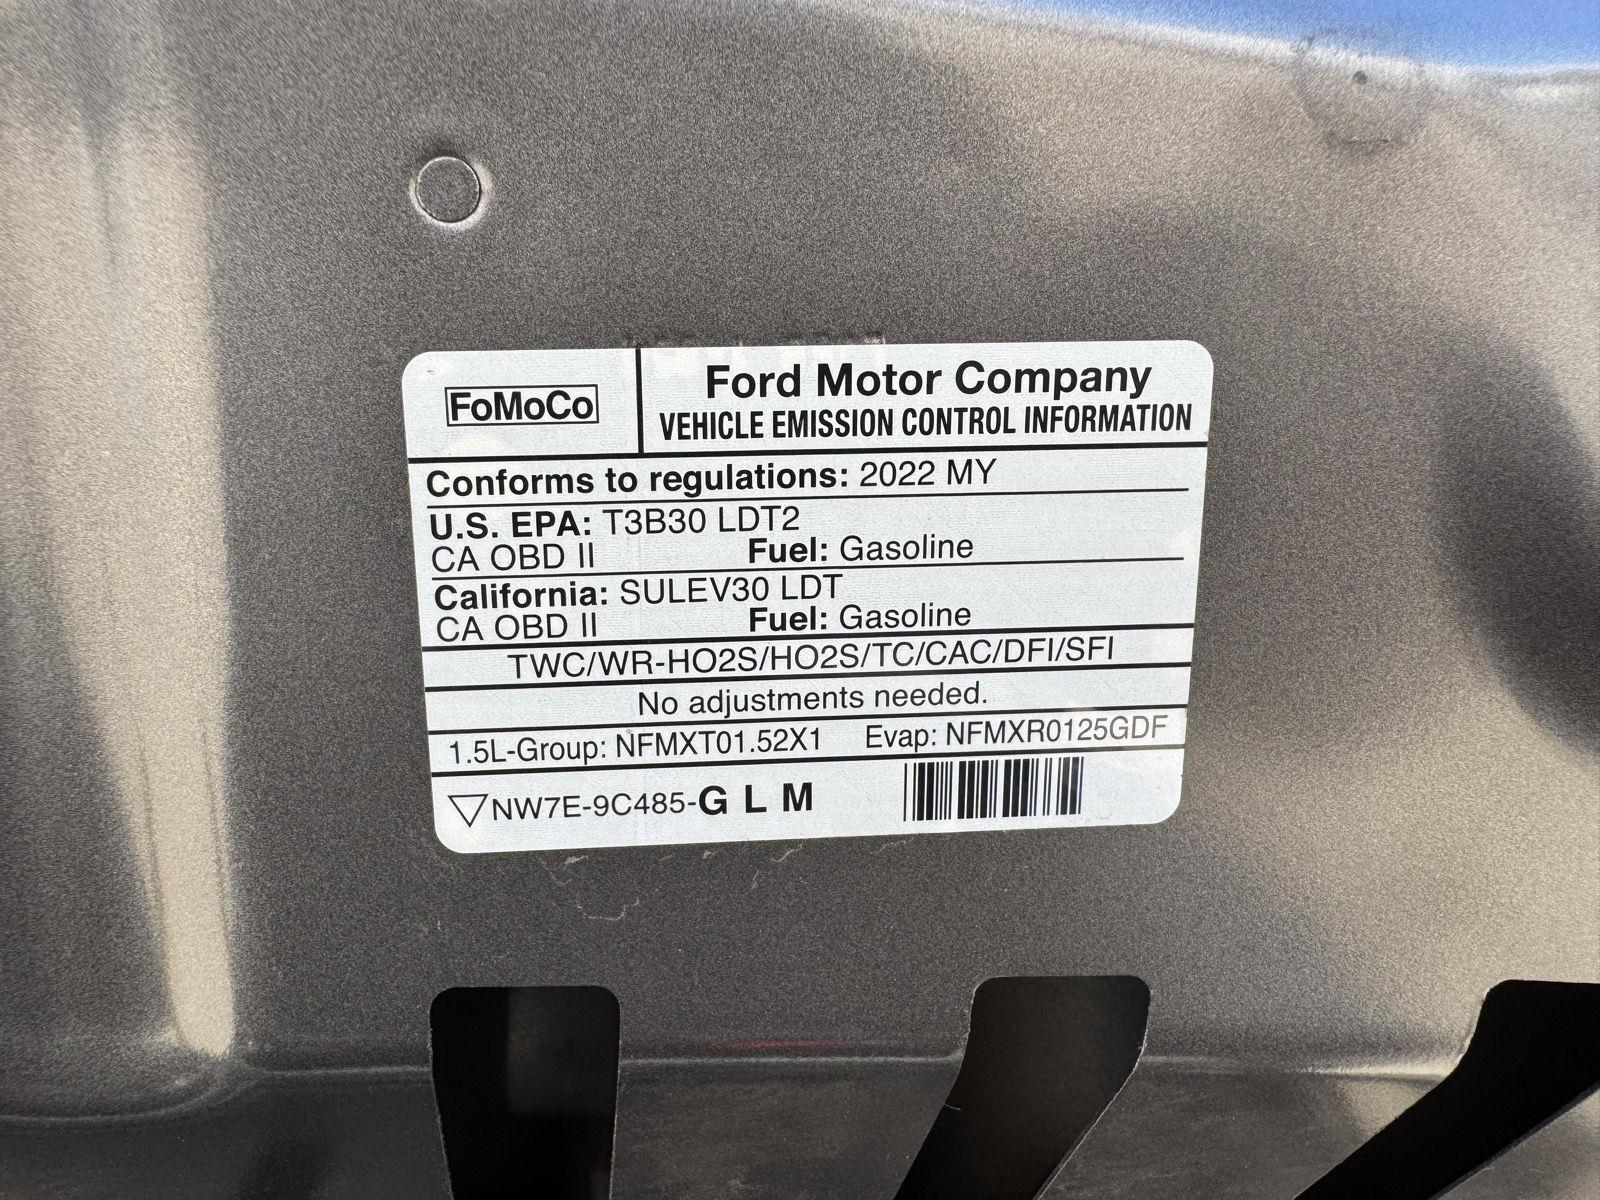 FoMoCo
Ford Motor Company
VEHICLE EMISSION CONTROL INFORMATION
Conforms to regulations: 2022 MY
U.S. EPA: T3B30 LDT2
CA OBD II Fuel: Gasoline
California: SULEV30 LDT
CA OBD II Fuel: Gasoline
TWC/WR-HO2S/HO2S/TC/CAC/DFI/SFI
No adjustments needed.
1.5L-Group: NFMXT01.52X1 Evap: NFMXR0125GDF
NW7E-9C485-G L M